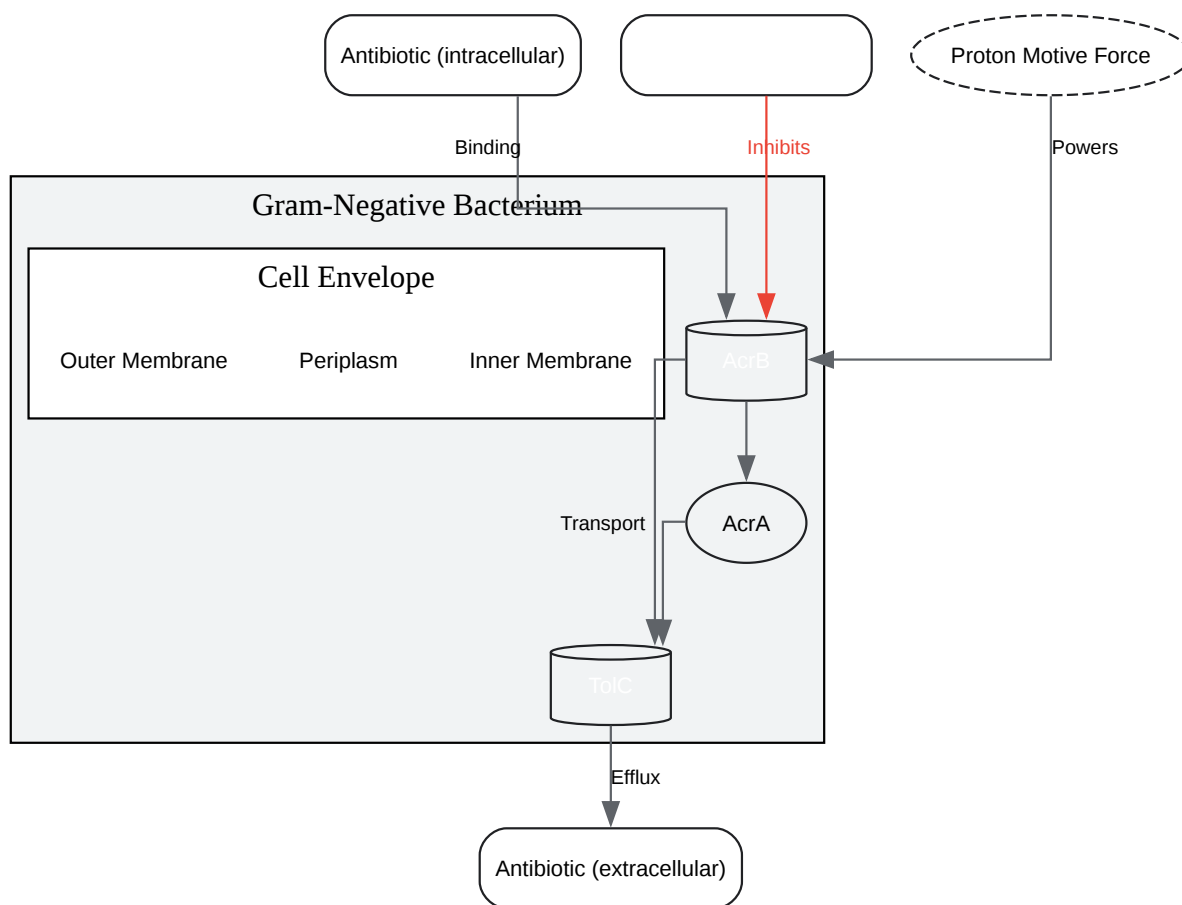 Antibiotic (intracellular)
Proton Motive Force
Binding
Inhibits
Powers
Gram-Negative Bacterium
Cell Envelope
Outer Membrane
Periplasm
Inner Membrane
AcrB
Transport
AcrA
TolC
Efflux
Antibiotic (extracellular)